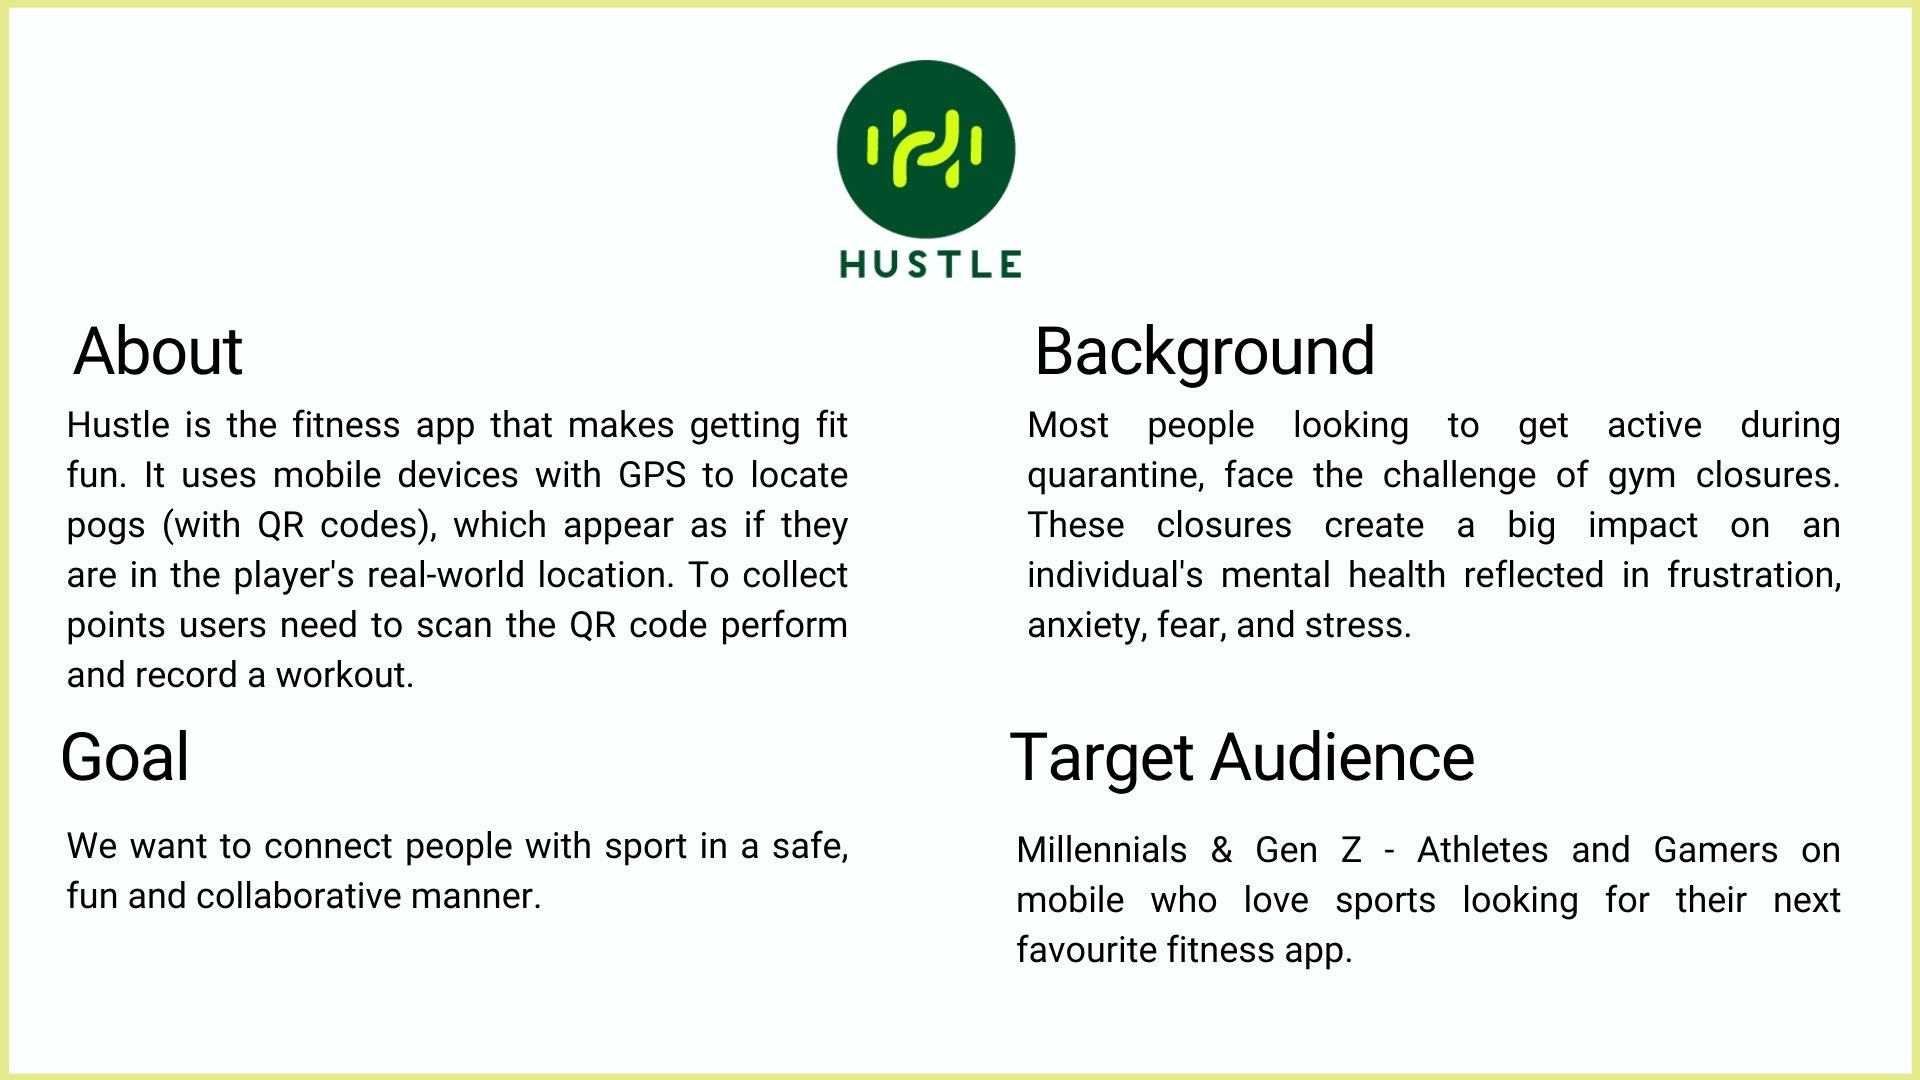 HUSTLE
About
Hustle is the fitness app that makes getting fit
fun. It uses mobile devices with GPS to locate
pogs (with QR codes), which appear as if they
are in the player's real-world location. To collect
points users need to scan the QR code perform
and record a workout.
Background
Most people looking to get active during
quarantine, face the challenge of gym closures.
These closures create a big impact on an
individual's mental health reflected in frustration,
anxiety, fear, and stress.
Goal
We want to connect people with sport in a safe,
fun and collaborative manner.
Target Audience
Millennials & Gen Z - Athletes and Gamers on
mobile who love sports looking for their next
favourite fitness app.